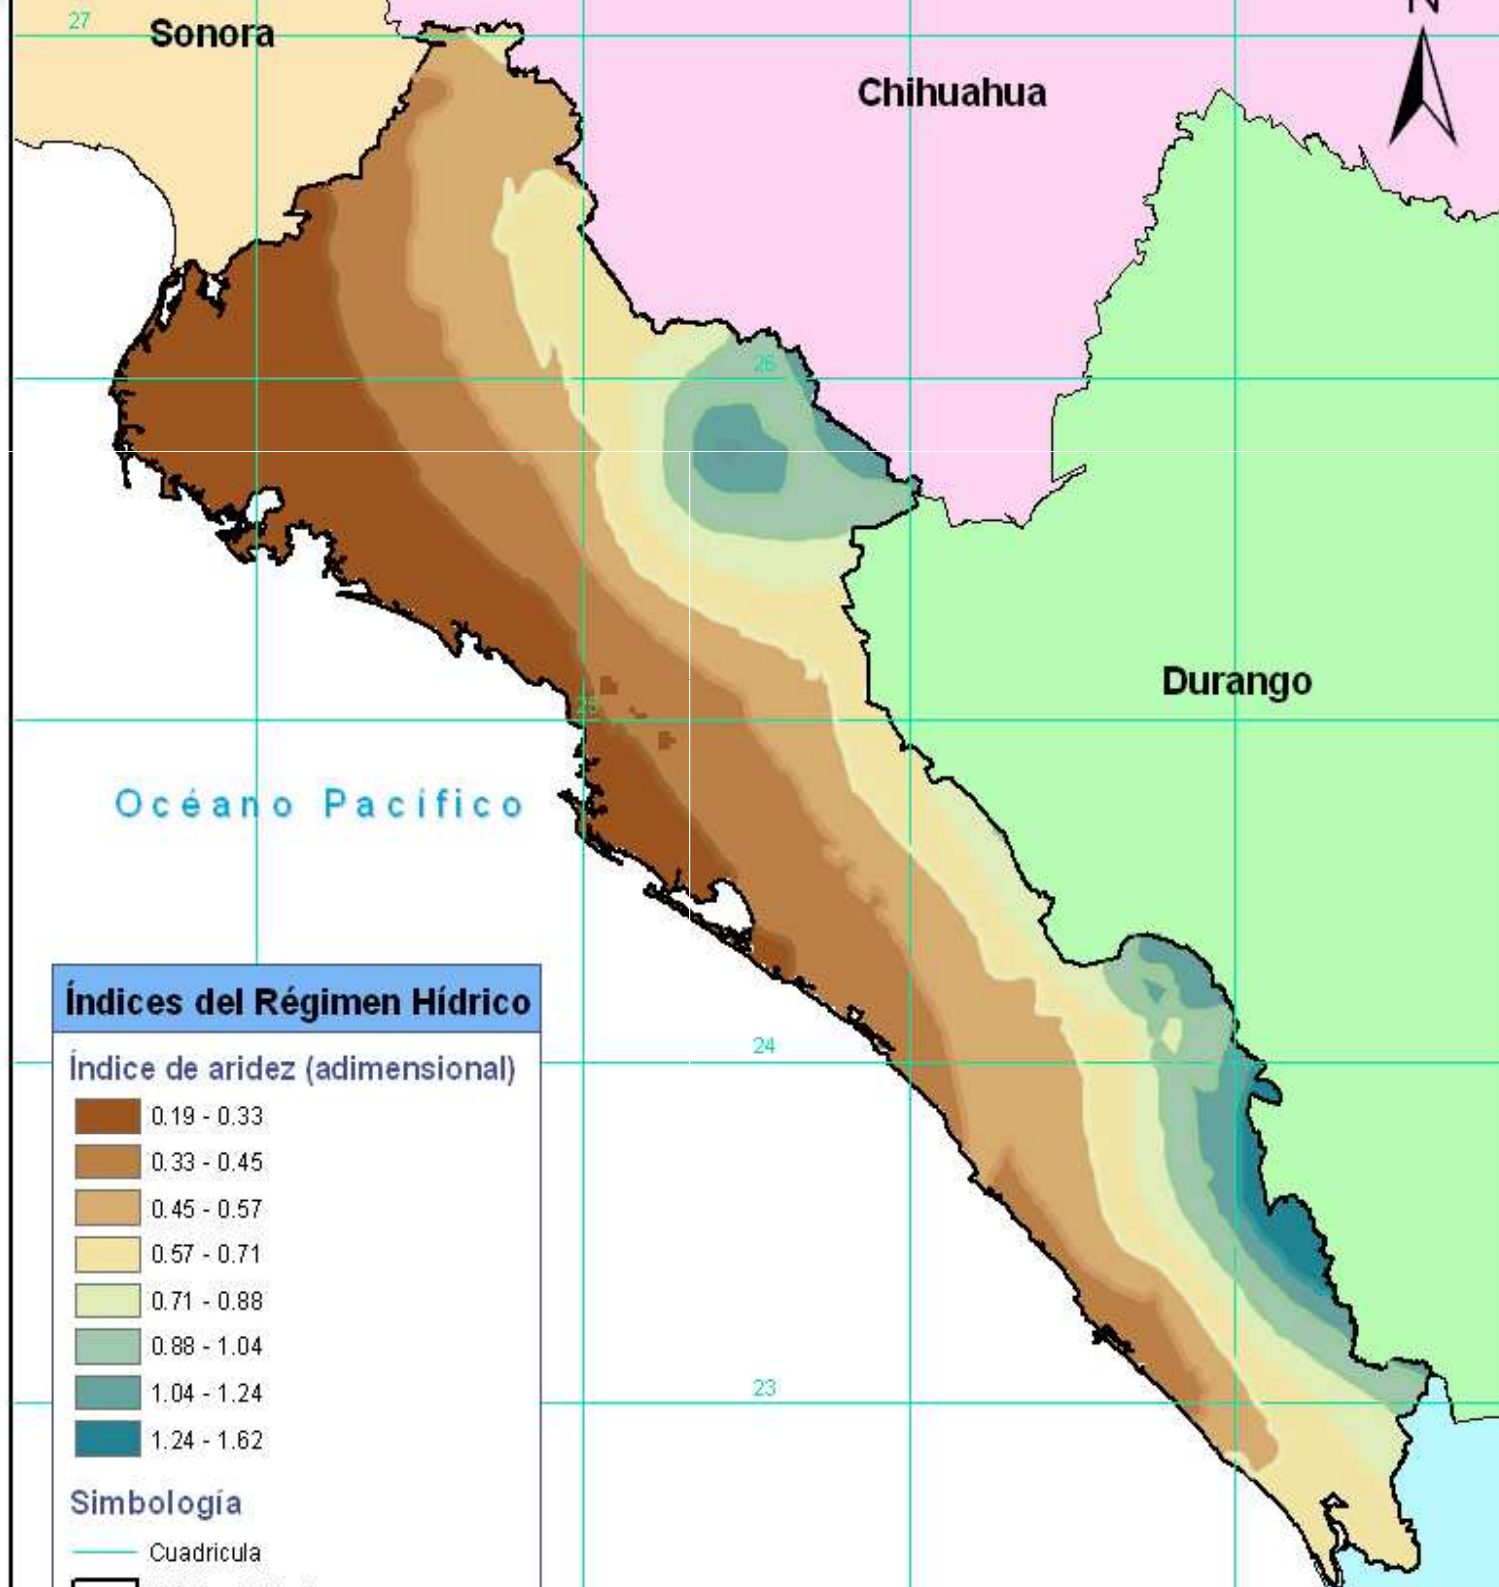 N
27
Sonora
Chihuahua
26
Durango
25
Océano Pacífico
24
23
Índices del Régimen Hídrico
Índice de aridez (adimensional)
0.19 - 0.33
0.33 - 0.45
0.45 - 0.57
0.57 - 0.71
0.71 - 0.88
0.88 - 1.04
1.04 - 1.24
1.24 - 1.62
Simbología
Cuadricula